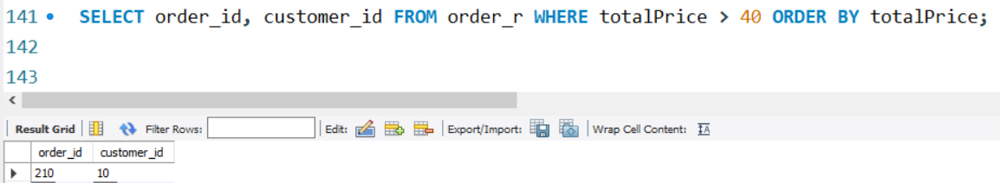 141 SELECT order_id, customer_id FROM order_r WHERE totalPrice > 40 ORDER BY totalPrice;
142
143
Result Grid Filter Rows: Edit: Export/Import: Wrap Cell Content: IA
order_id customer_id
210 10